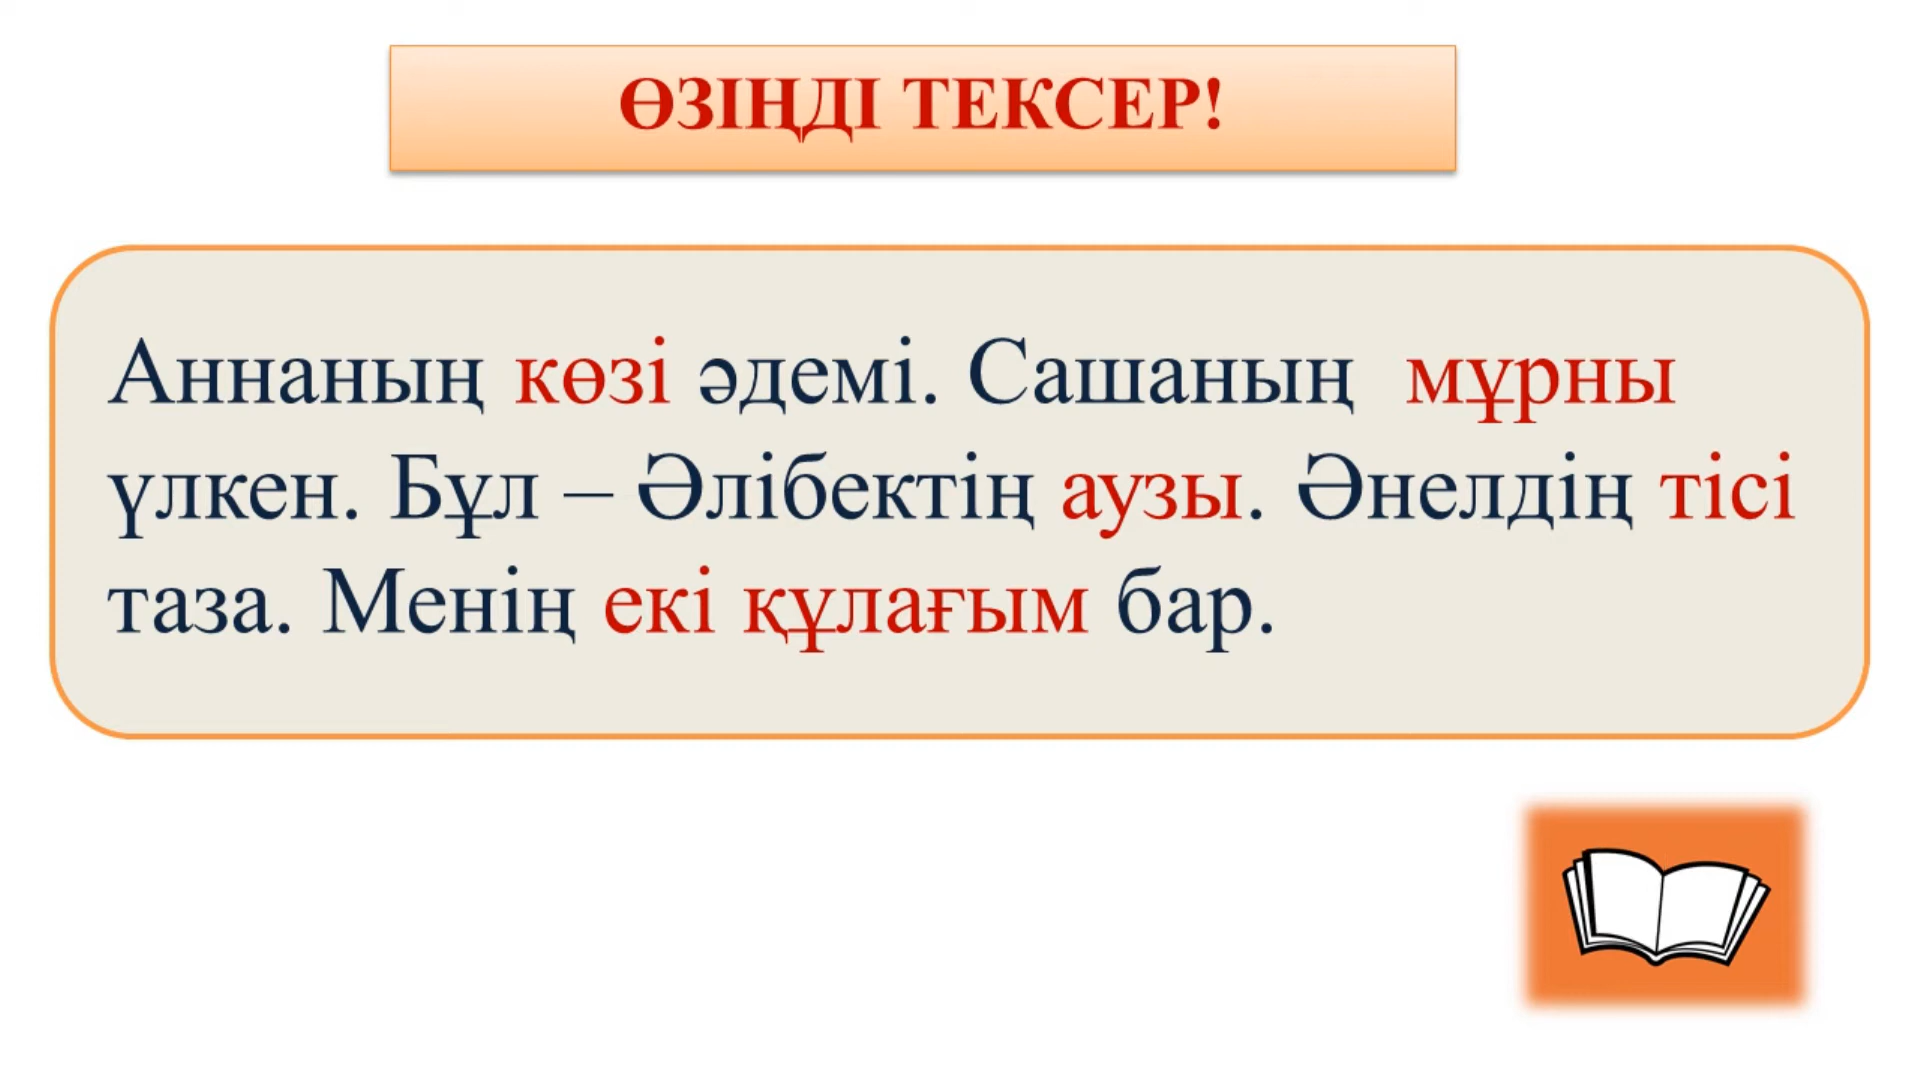 ӨЗІҢДІ ТЕКСЕР!
Аннаның көзі әдемі. Сашаның мұрны
үлкен. Бұл – Әлібектің аузы. Әнелдің тісі
таза. Менің екі құлағым бар.